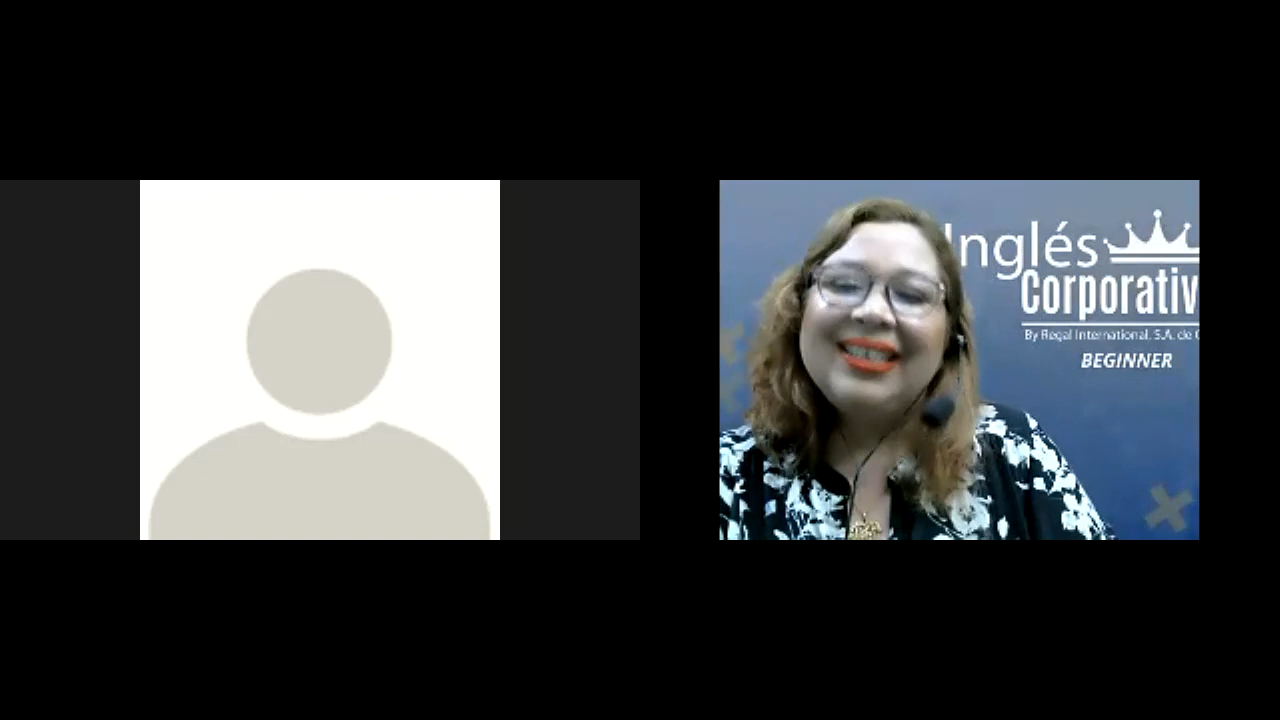 Inglés
Corporativ
By Regal International, S.A. de C
BEGINNER